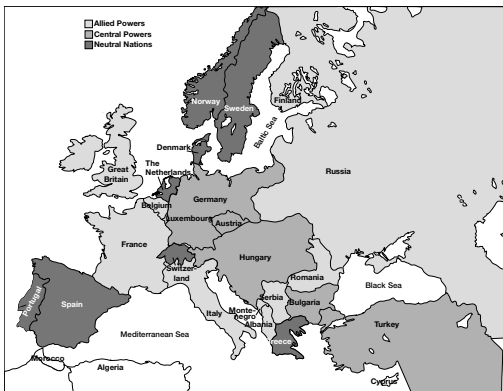 Allied Powers
Central Powers
Neutral Nations
Norway
Sweden
Finland
Baltic Sea
Denmark
The
Netherlands
Great
Britain
Russia
Belgium
Germany
Luxembourg
Austria
France
Hungary
Switzer-
land
Romania
Portugal
Spain
Italy
Monte-
negro
Serbia
Bulgaria
Black Sea
Albania
Turkey
Mediterranean Sea
Greece
Morocco
Algeria
Cyprus